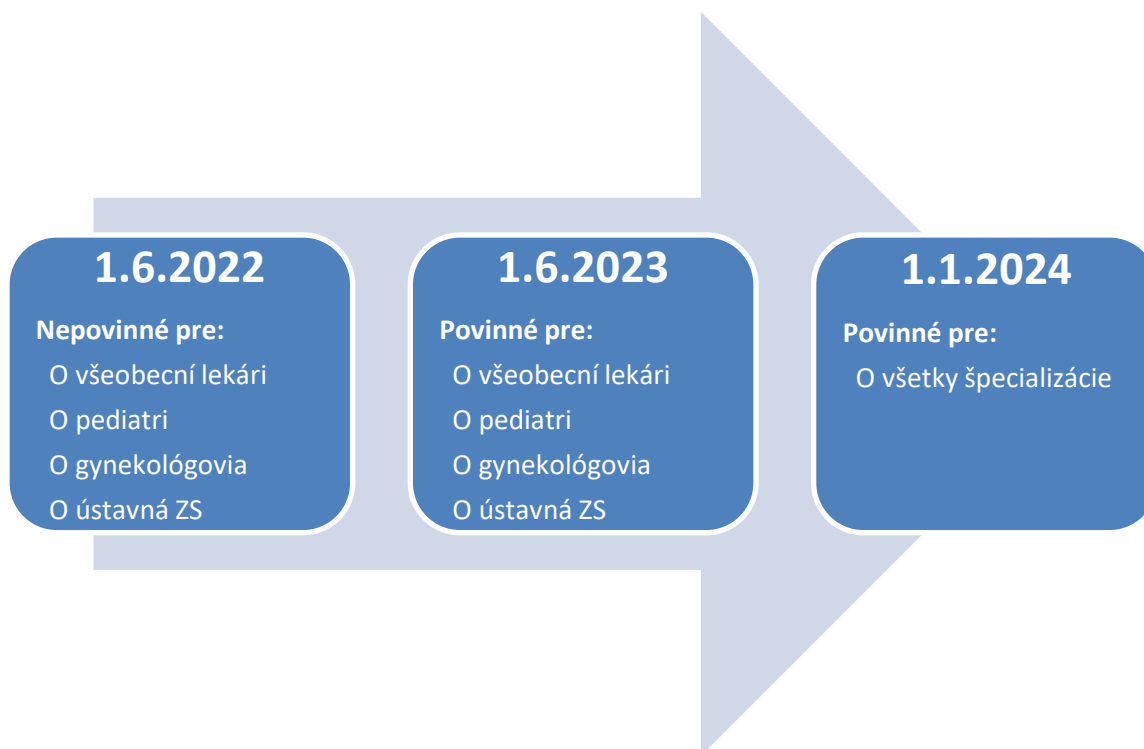 1.6.2022
Nepovinné pre:
O všeobecní lekári
O pediatri
O gynekológovia
O ústavná ZS
1.6.2023
Povinné pre:
O všeobecní lekári
O pediatri
O gynekológovia
O ústavná ZS
1.1.2024
Povinné pre:
O všetky špecializácie